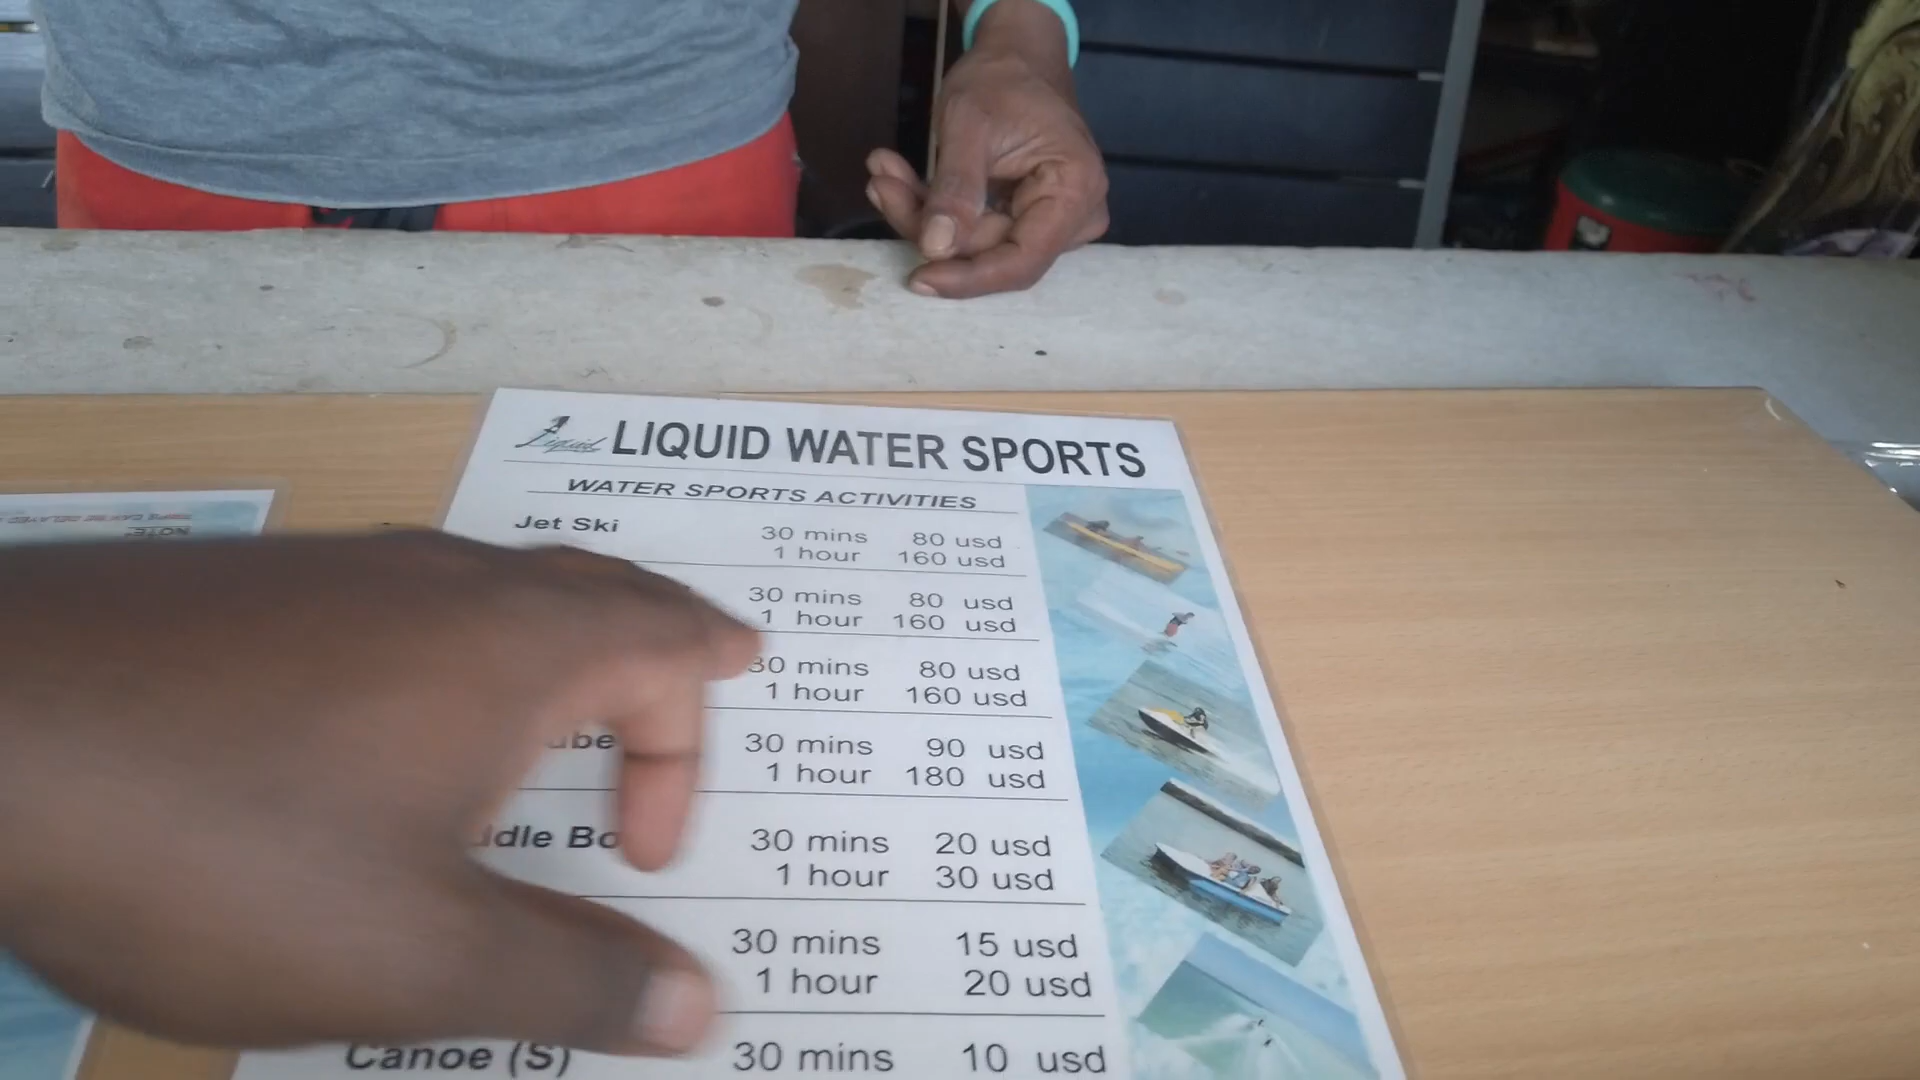 Liquid LIQUID WATER SPORTS
WATER SPORTS ACTIVITIES
Jet Ski 30 mins 80 usd
1 hour 160 usd
30 mins 80 usd
1 hour 160 usd
30 mins 80 usd
1 hour 160 usd
30 mins 90 usd
1 hour 180 usd
30 mins 20 usd
1 hour 30 usd
30 mins 15 usd
1 hour 20 usd
Canoe (S) 30 mins 10 usd
NOTE: